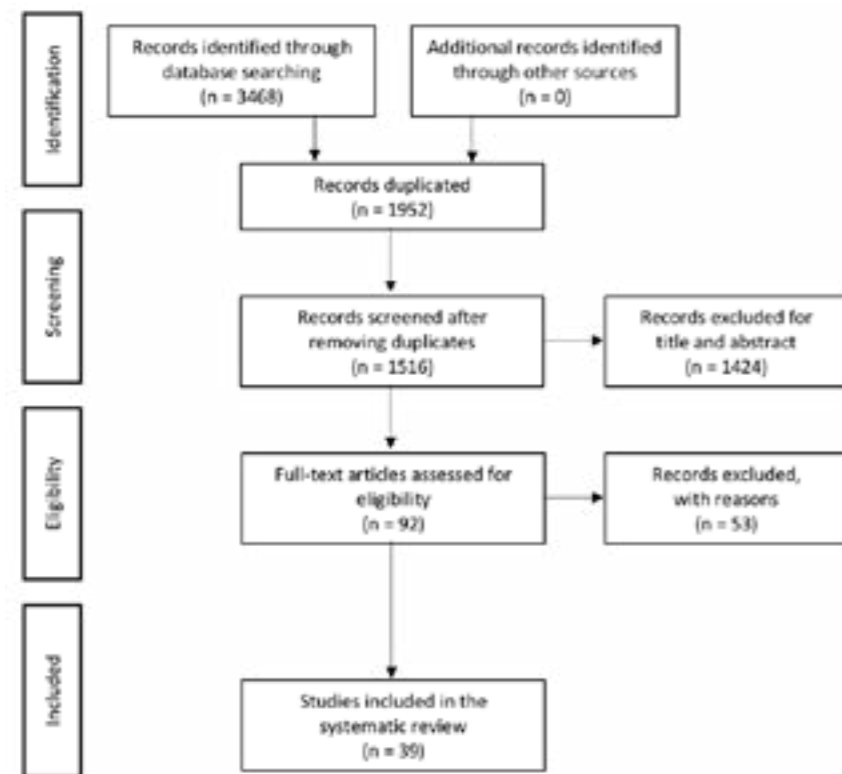 Identification
Records identified through
database searching
(n = 3468)
Additional records identified
through other sources
(n = 0)
Records duplicated
(n = 1952)
Screening
Records screened after
removing duplicates
(n = 1516)
Records excluded for
title and abstract
(n = 1424)
Eligibility
Full-text articles assessed for
eligibility
(n = 92)
Records excluded,
with reasons
(n = 53)
Included
Studies included in the
systematic review
(n = 39)